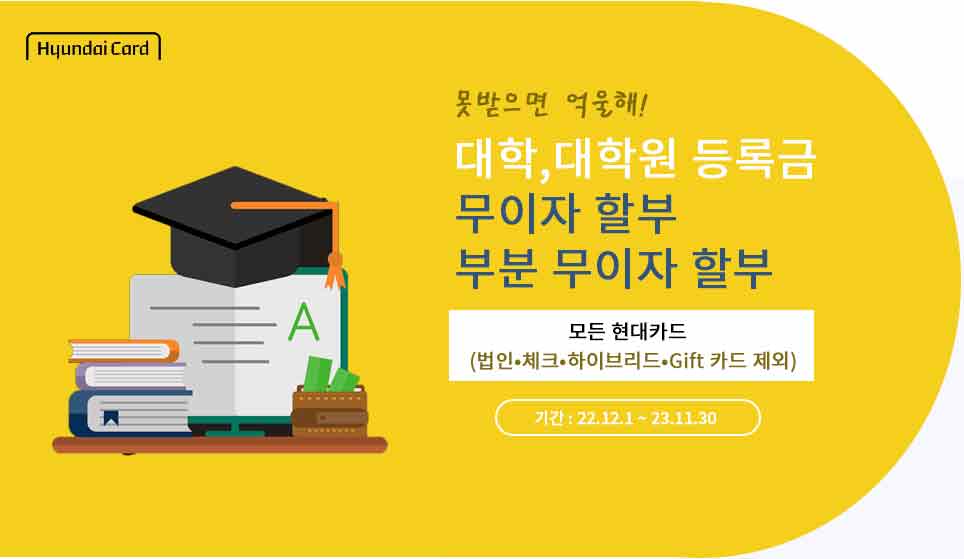 Hyundai Card
못받으면 억울해!
대학,대학원 등록금
무이자 할부
부분 무이자 할부
A
모든 현대카드
(법인•체크•하이브리드•Gift 카드 제외)
기간 : 22.12.1 ~ 23.11.30